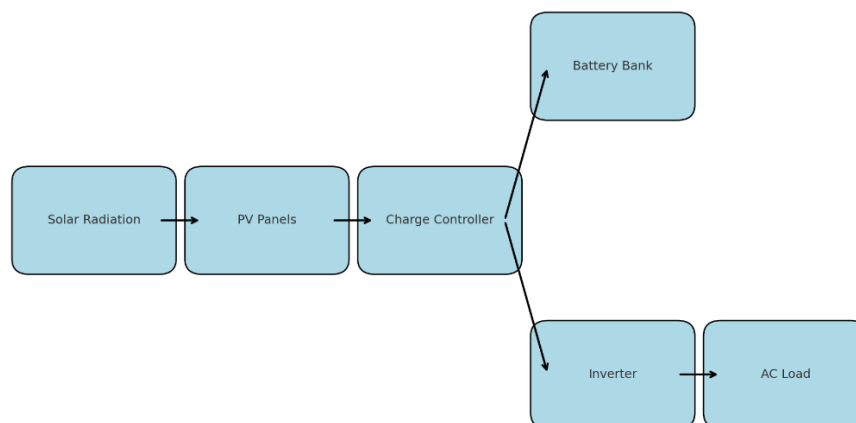 Battery Bank
Solar Radiation
PV Panels
Charge Controller
Inverter
AC Load